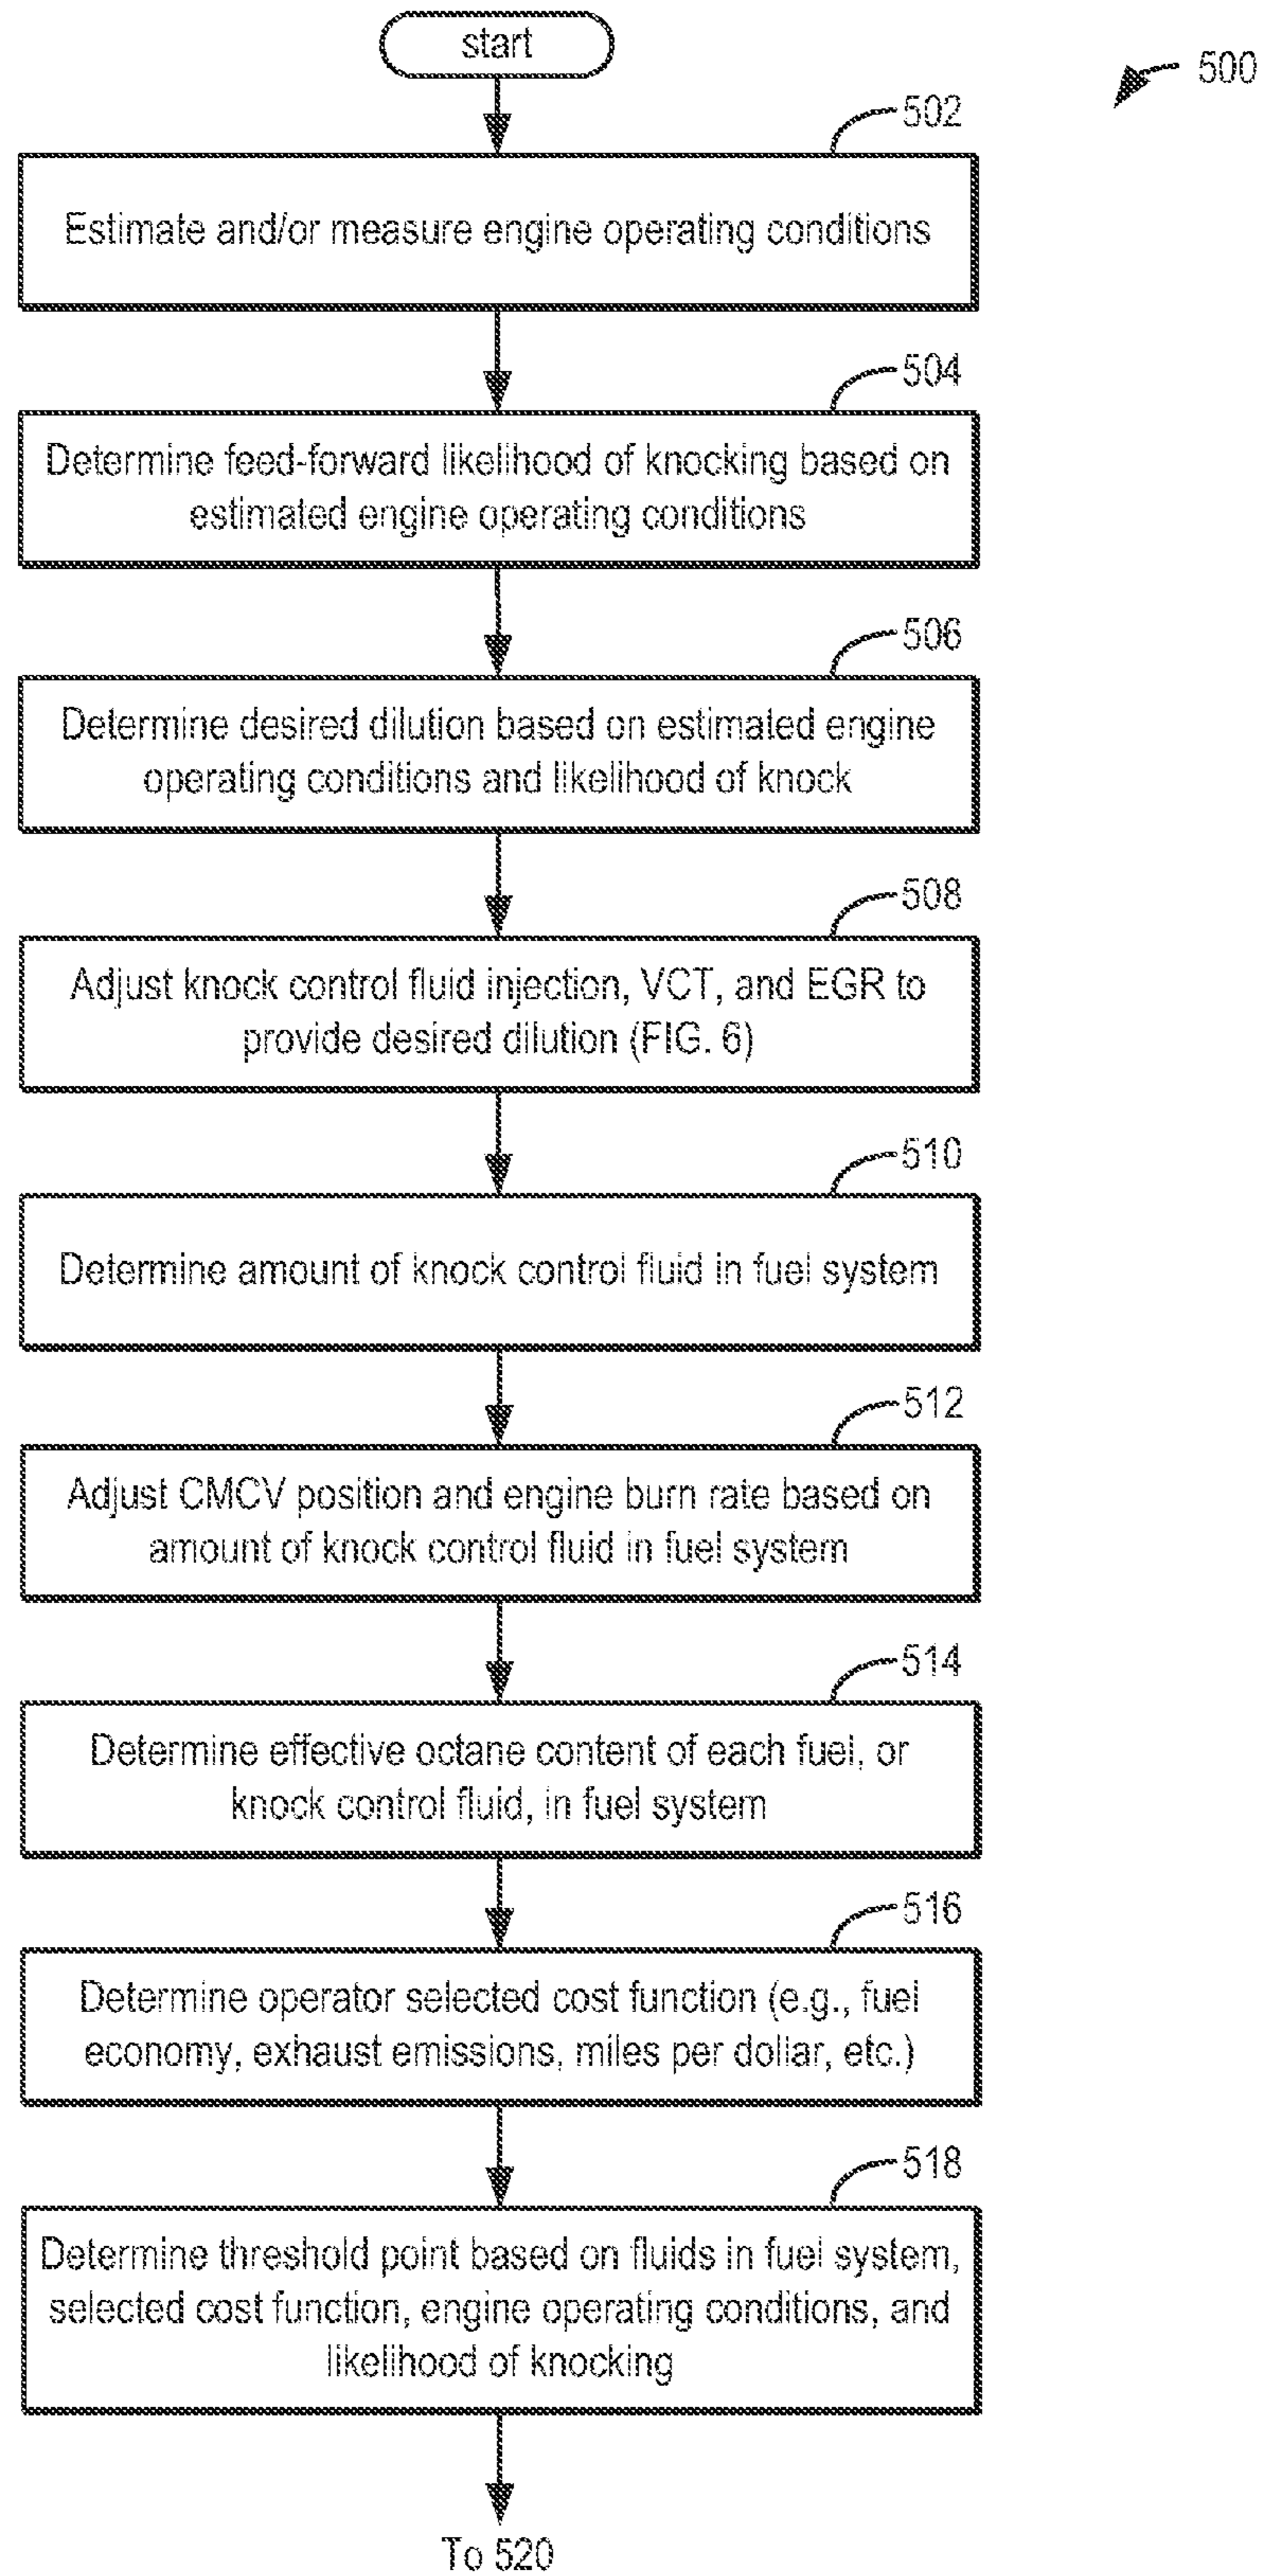 start
500
502
Estimate and/or measure engine operating conditions
504
Determine feed-forward likelihood of knocking based on
estimated engine operating conditions
506
Determine desired dilution based on estimated engine
operating conditions and likelihood of knock
508
Adjust knock control fluid injection, VCT, and EGR to
provide desired dilution (FIG. 6)
510
Determine amount of knock control fluid in fuel system
512
Adjust CMCV position and engine burn rate based on
amount of knock control fluid in fuel system
514
Determine effective octane content of each fuel, or
knock control fluid, in fuel system
516
Determine operator selected cost function (e.g., fuel
economy, exhaust emissions, miles per dollar, etc.)
518
Determine threshold point based on fluids in fuel system,
selected cost function, engine operating conditions, and
likelihood of knocking
To 520